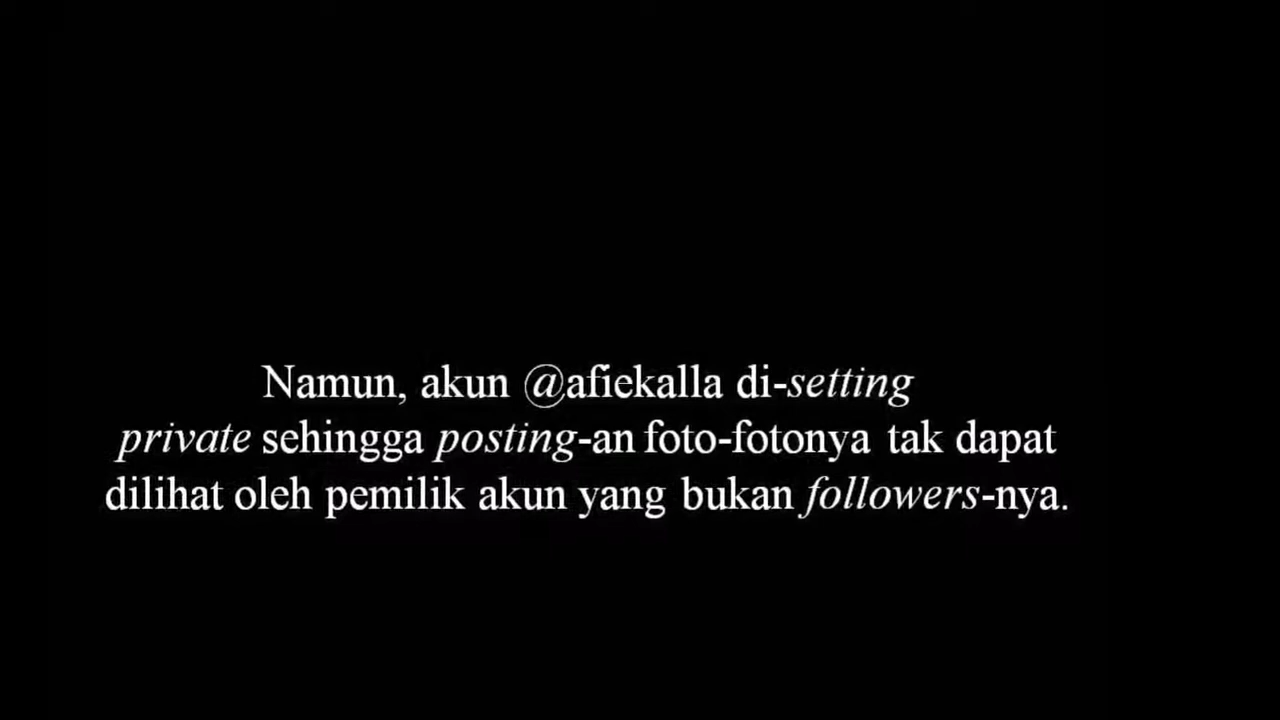 Namun, akun @afiekalla di-setting
private sehingga posting-an foto-fotonya tak dapat
dilihat oleh pemilik akun yang bukan followers-nya.